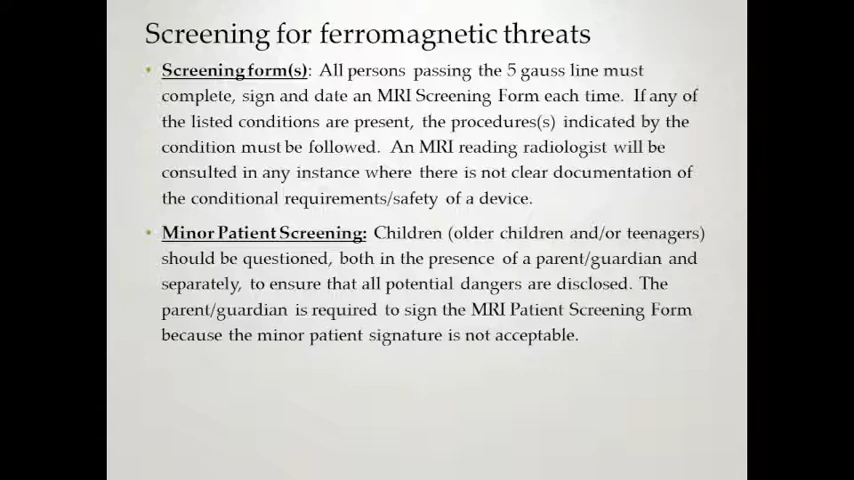 Screening for ferromagnetic threats
• Screening form(s): All persons passing the 5 gauss line must
complete, sign and date an MRI Screening Form each time. If any of
the listed conditions are present, the procedures(s) indicated by the
condition must be followed. An MRI reading radiologist will be
consulted in any instance where there is not clear documentation of
the conditional requirements/safety of a device.
• Minor Patient Screening: Children (older children and/or teenagers)
should be questioned, both in the presence of a parent/guardian and
separately, to ensure that all potential dangers are disclosed. The
parent/guardian is required to sign the MRI Patient Screening Form
because the minor patient signature is not acceptable.